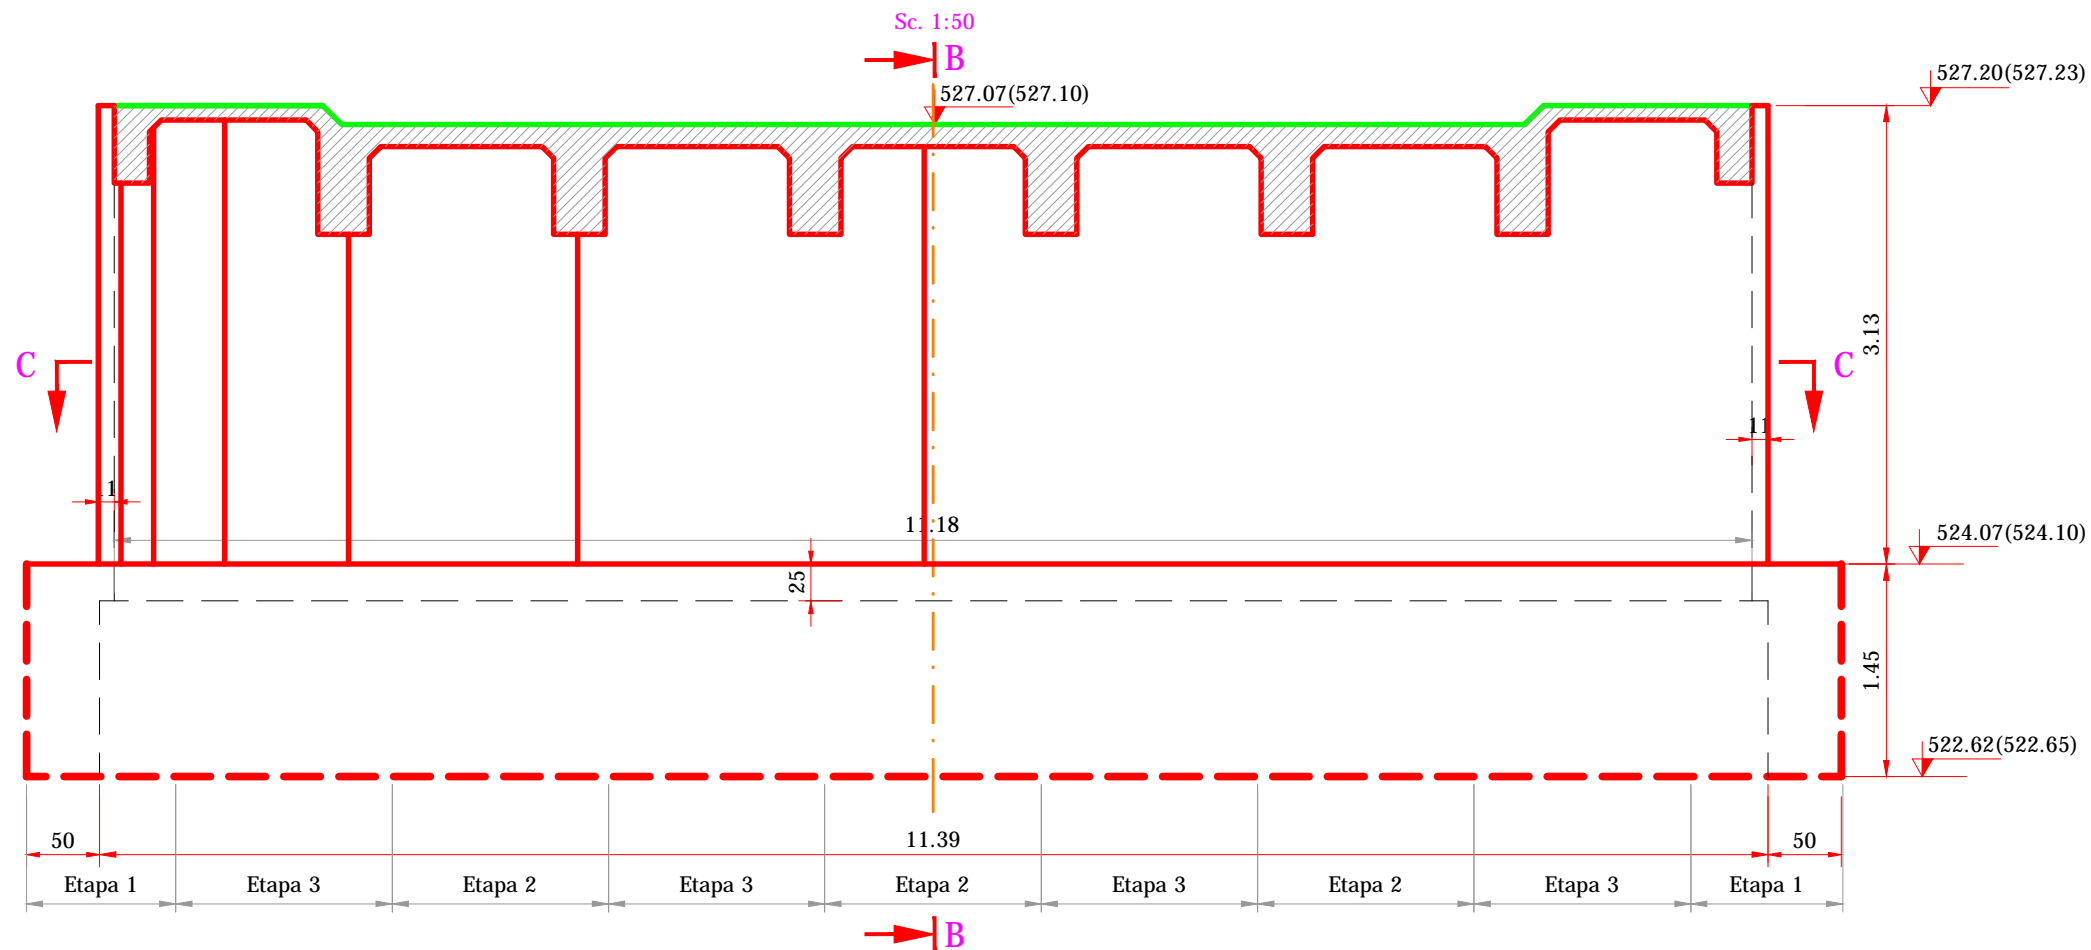 Sc. 1:50
B
527.20(527.23)
527.07(527.10)
3.13
C
C
11
11
11.18
524.07(524.10)
25
1.45
522.62(522.65)
50
11.39
50
Etapa 1
Etapa 3
Etapa 2
Etapa 3
Etapa 2
Etapa 3
Etapa 2
Etapa 3
Etapa 1
B